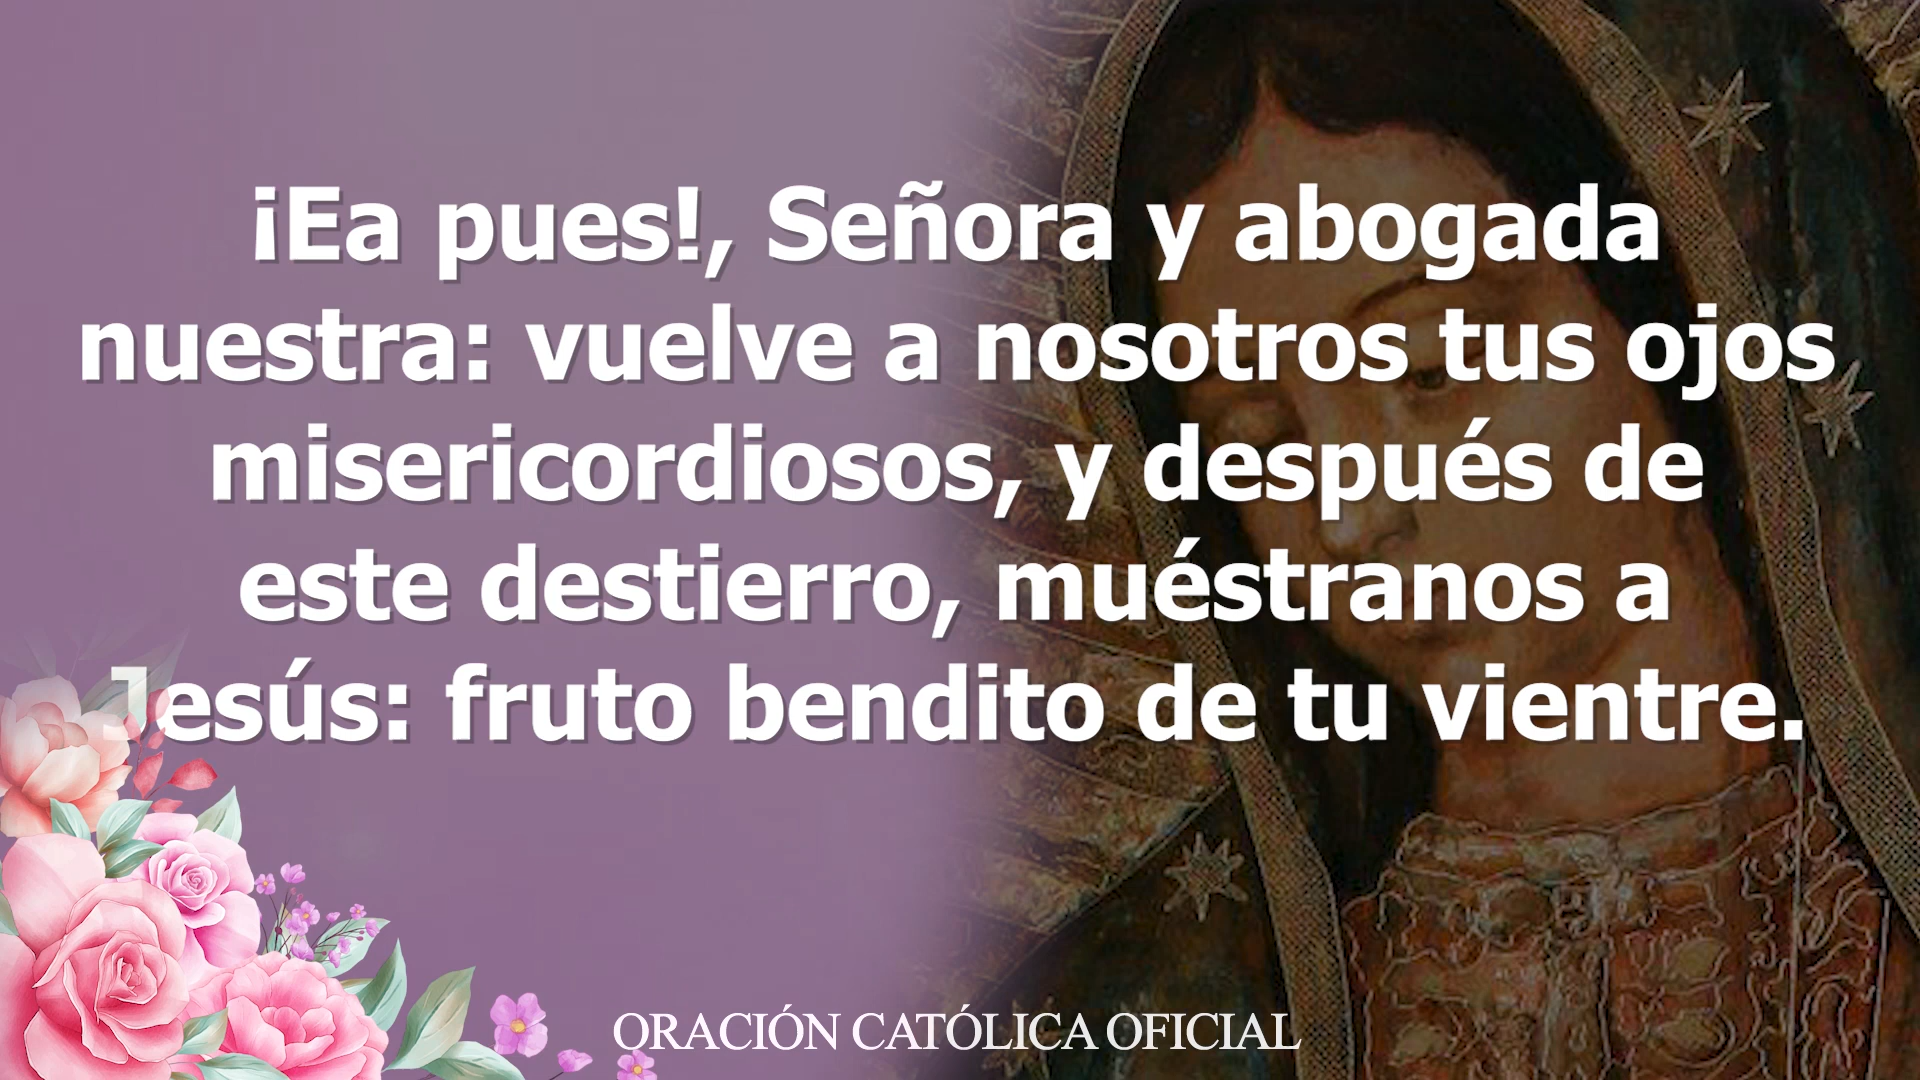 ¡Ea pues!, Señora y abogada
nuestra: vuelve a nosotros tus ojos
misericordiosos, y después de
este destierro, muéstranos a
Jesús: fruto bendito de tu vientre.
ORACIÓN CATÓLICA OFICIAL